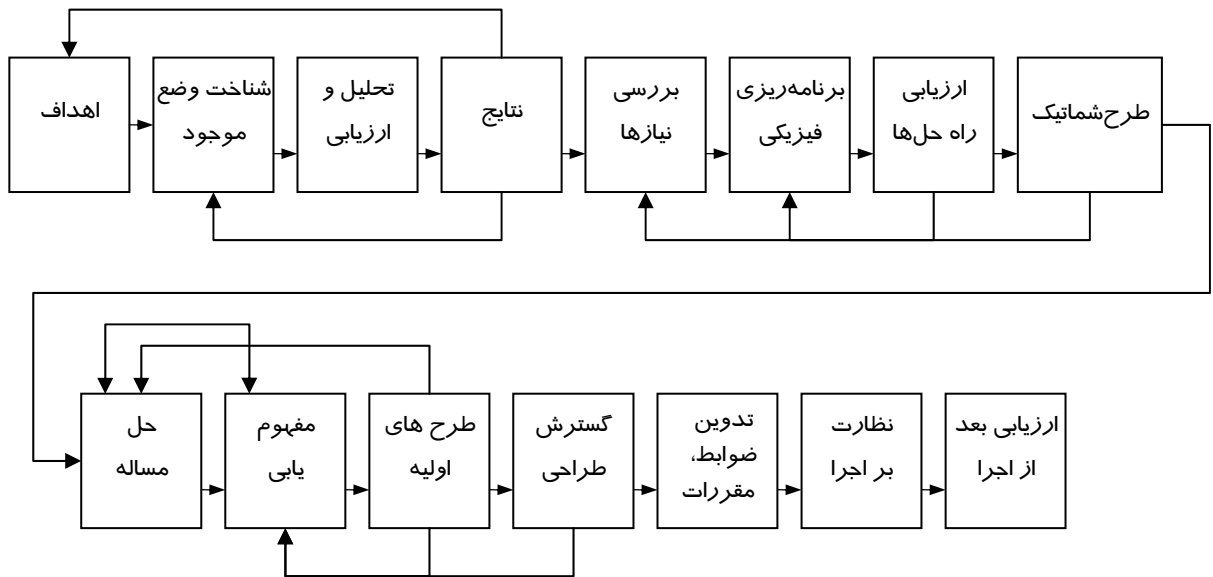 اهداف
شناخت وضع
موجود
تحلیل و
ارزیابی
نتایج
بررسی
نیازها
برنامه‌ریزی
فیزیکی
ارزیابی
راه حل‌ها
طرح‌شماتیک
حل
مساله
مفهوم
یابی
طرح های
اولیه
گسترش
طراحی
تدوین
ضوابط،
مقررات
نظارت
بر اجرا
ارزیابی بعد
از اجرا